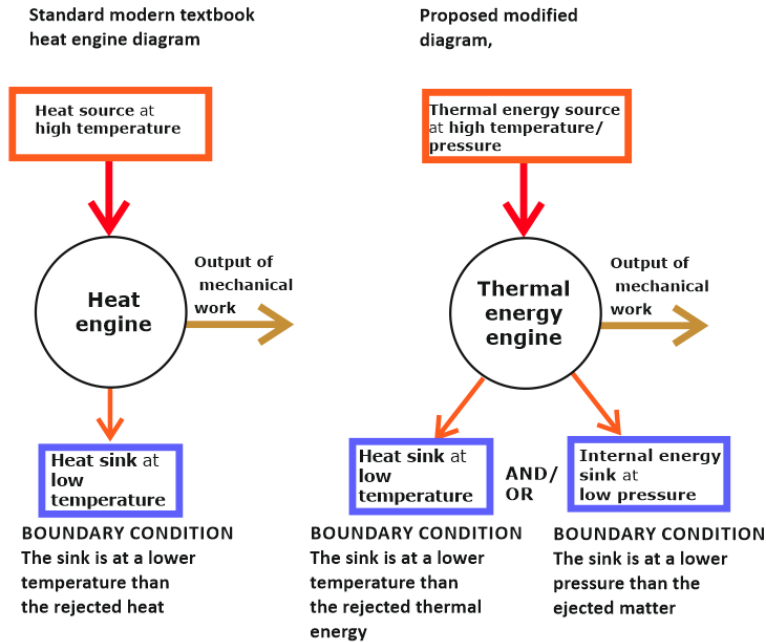 Standard modern textbook
heat engine diagram
Heat source at
high temperature
Heat
engine
Output of
mechanical
work
Heat sink at
low
temperature
BOUNDARY CONDITION
The sink is at a lower
temperature than
the rejected heat
Proposed modified
diagram,
Thermal energy source
at high temperature/
pressure
Thermal
energy
engine
Output of
mechanical
work
Heat sink at
low
temperature
AND/
OR
Internal energy
sink at
low pressure
BOUNDARY CONDITION
The sink is at a lower
temperature than
the rejected thermal
energy
BOUNDARY CONDITION
The sink is at a lower
pressure than the
ejected matter